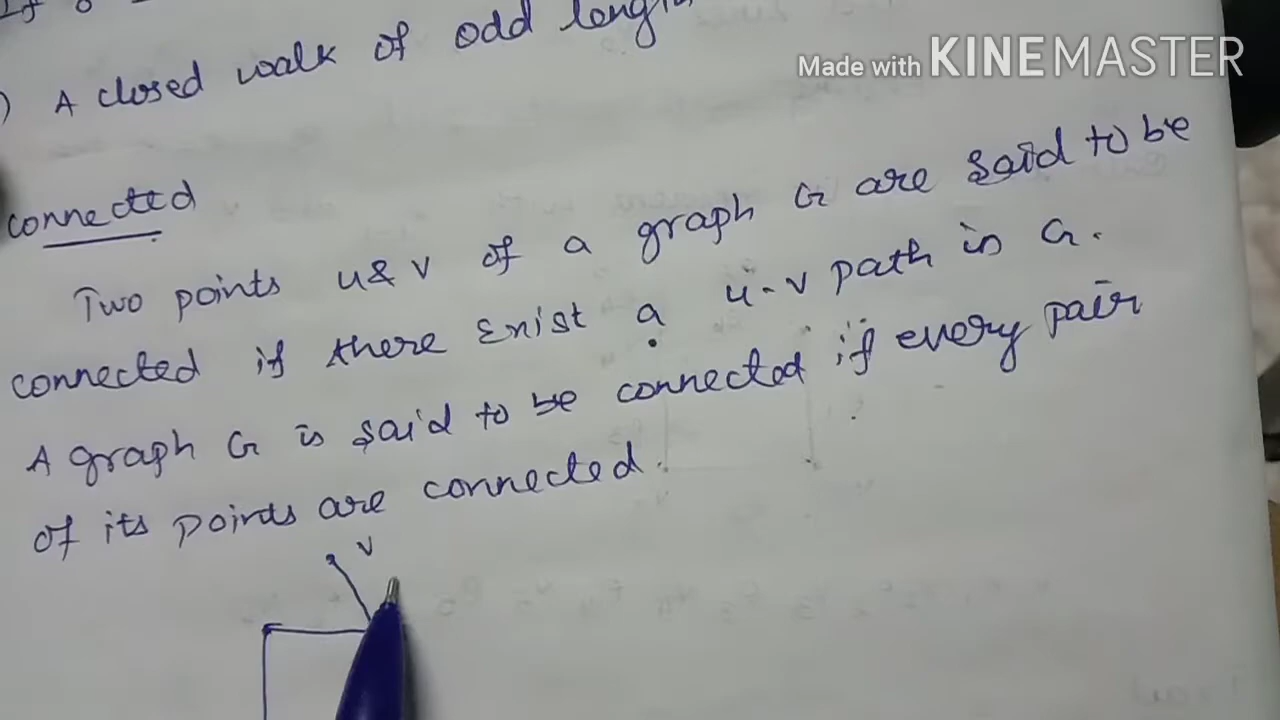 Made with KINEMASTER
) A closed walk of odd length
connected
Two points u & v of a graph G are said to be
connected if there Exist a u-v path in G.
A graph G is said to be connected if every pair
of its points are connected.
v